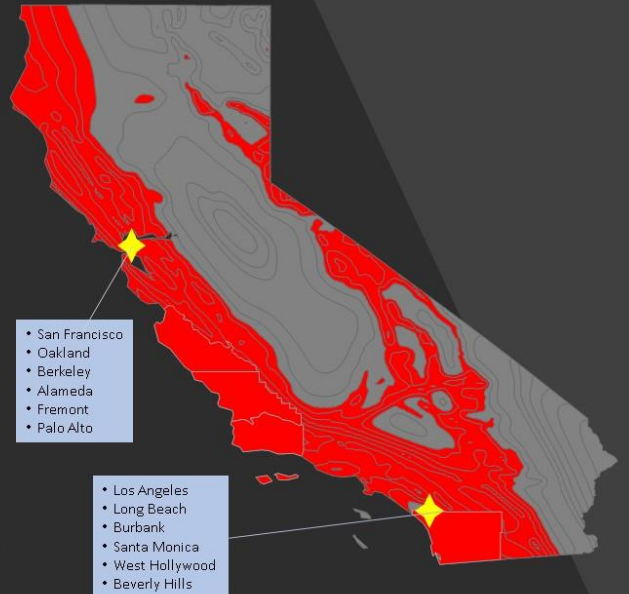 • San Francisco
• Oakland
• Berkeley
• Alameda
• Fremont
• Palo Alto
• Los Angeles
• Long Beach
• Burbank
• Santa Monica
• West Hollywood
• Beverly Hills